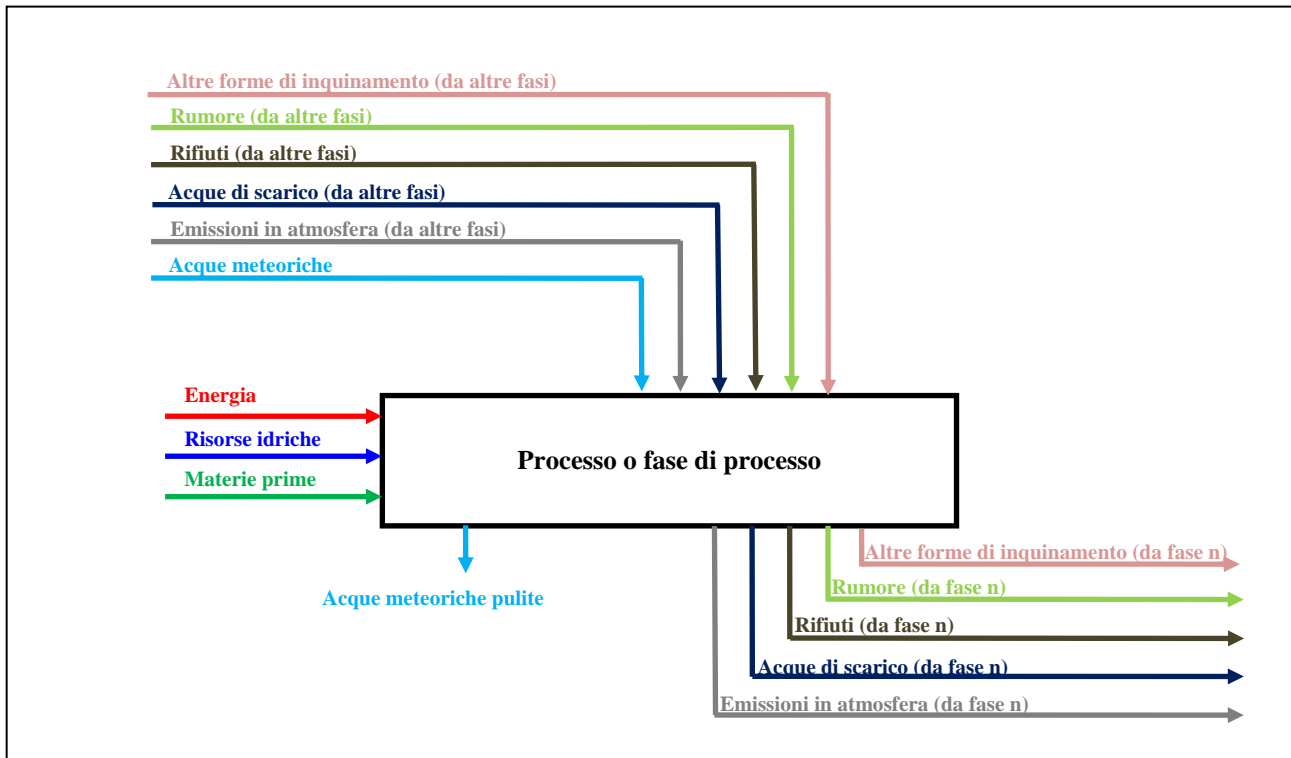 Altre forme di inquinamento (da altre fasi)
Rumore (da altre fasi)
Rifiuti (da altre fasi)
Acque di scarico (da altre fasi)
Emissioni in atmosfera (da altre fasi)
Acque meteoriche
Energia
Risorse idriche
Materie prime
Processo o fase di processo
Acque meteoriche pulite
Altre forme di inquinamento (da fase n)
Rumore (da fase n)
Rifiuti (da fase n)
Acque di scarico (da fase n)
Emissioni in atmosfera (da fase n)